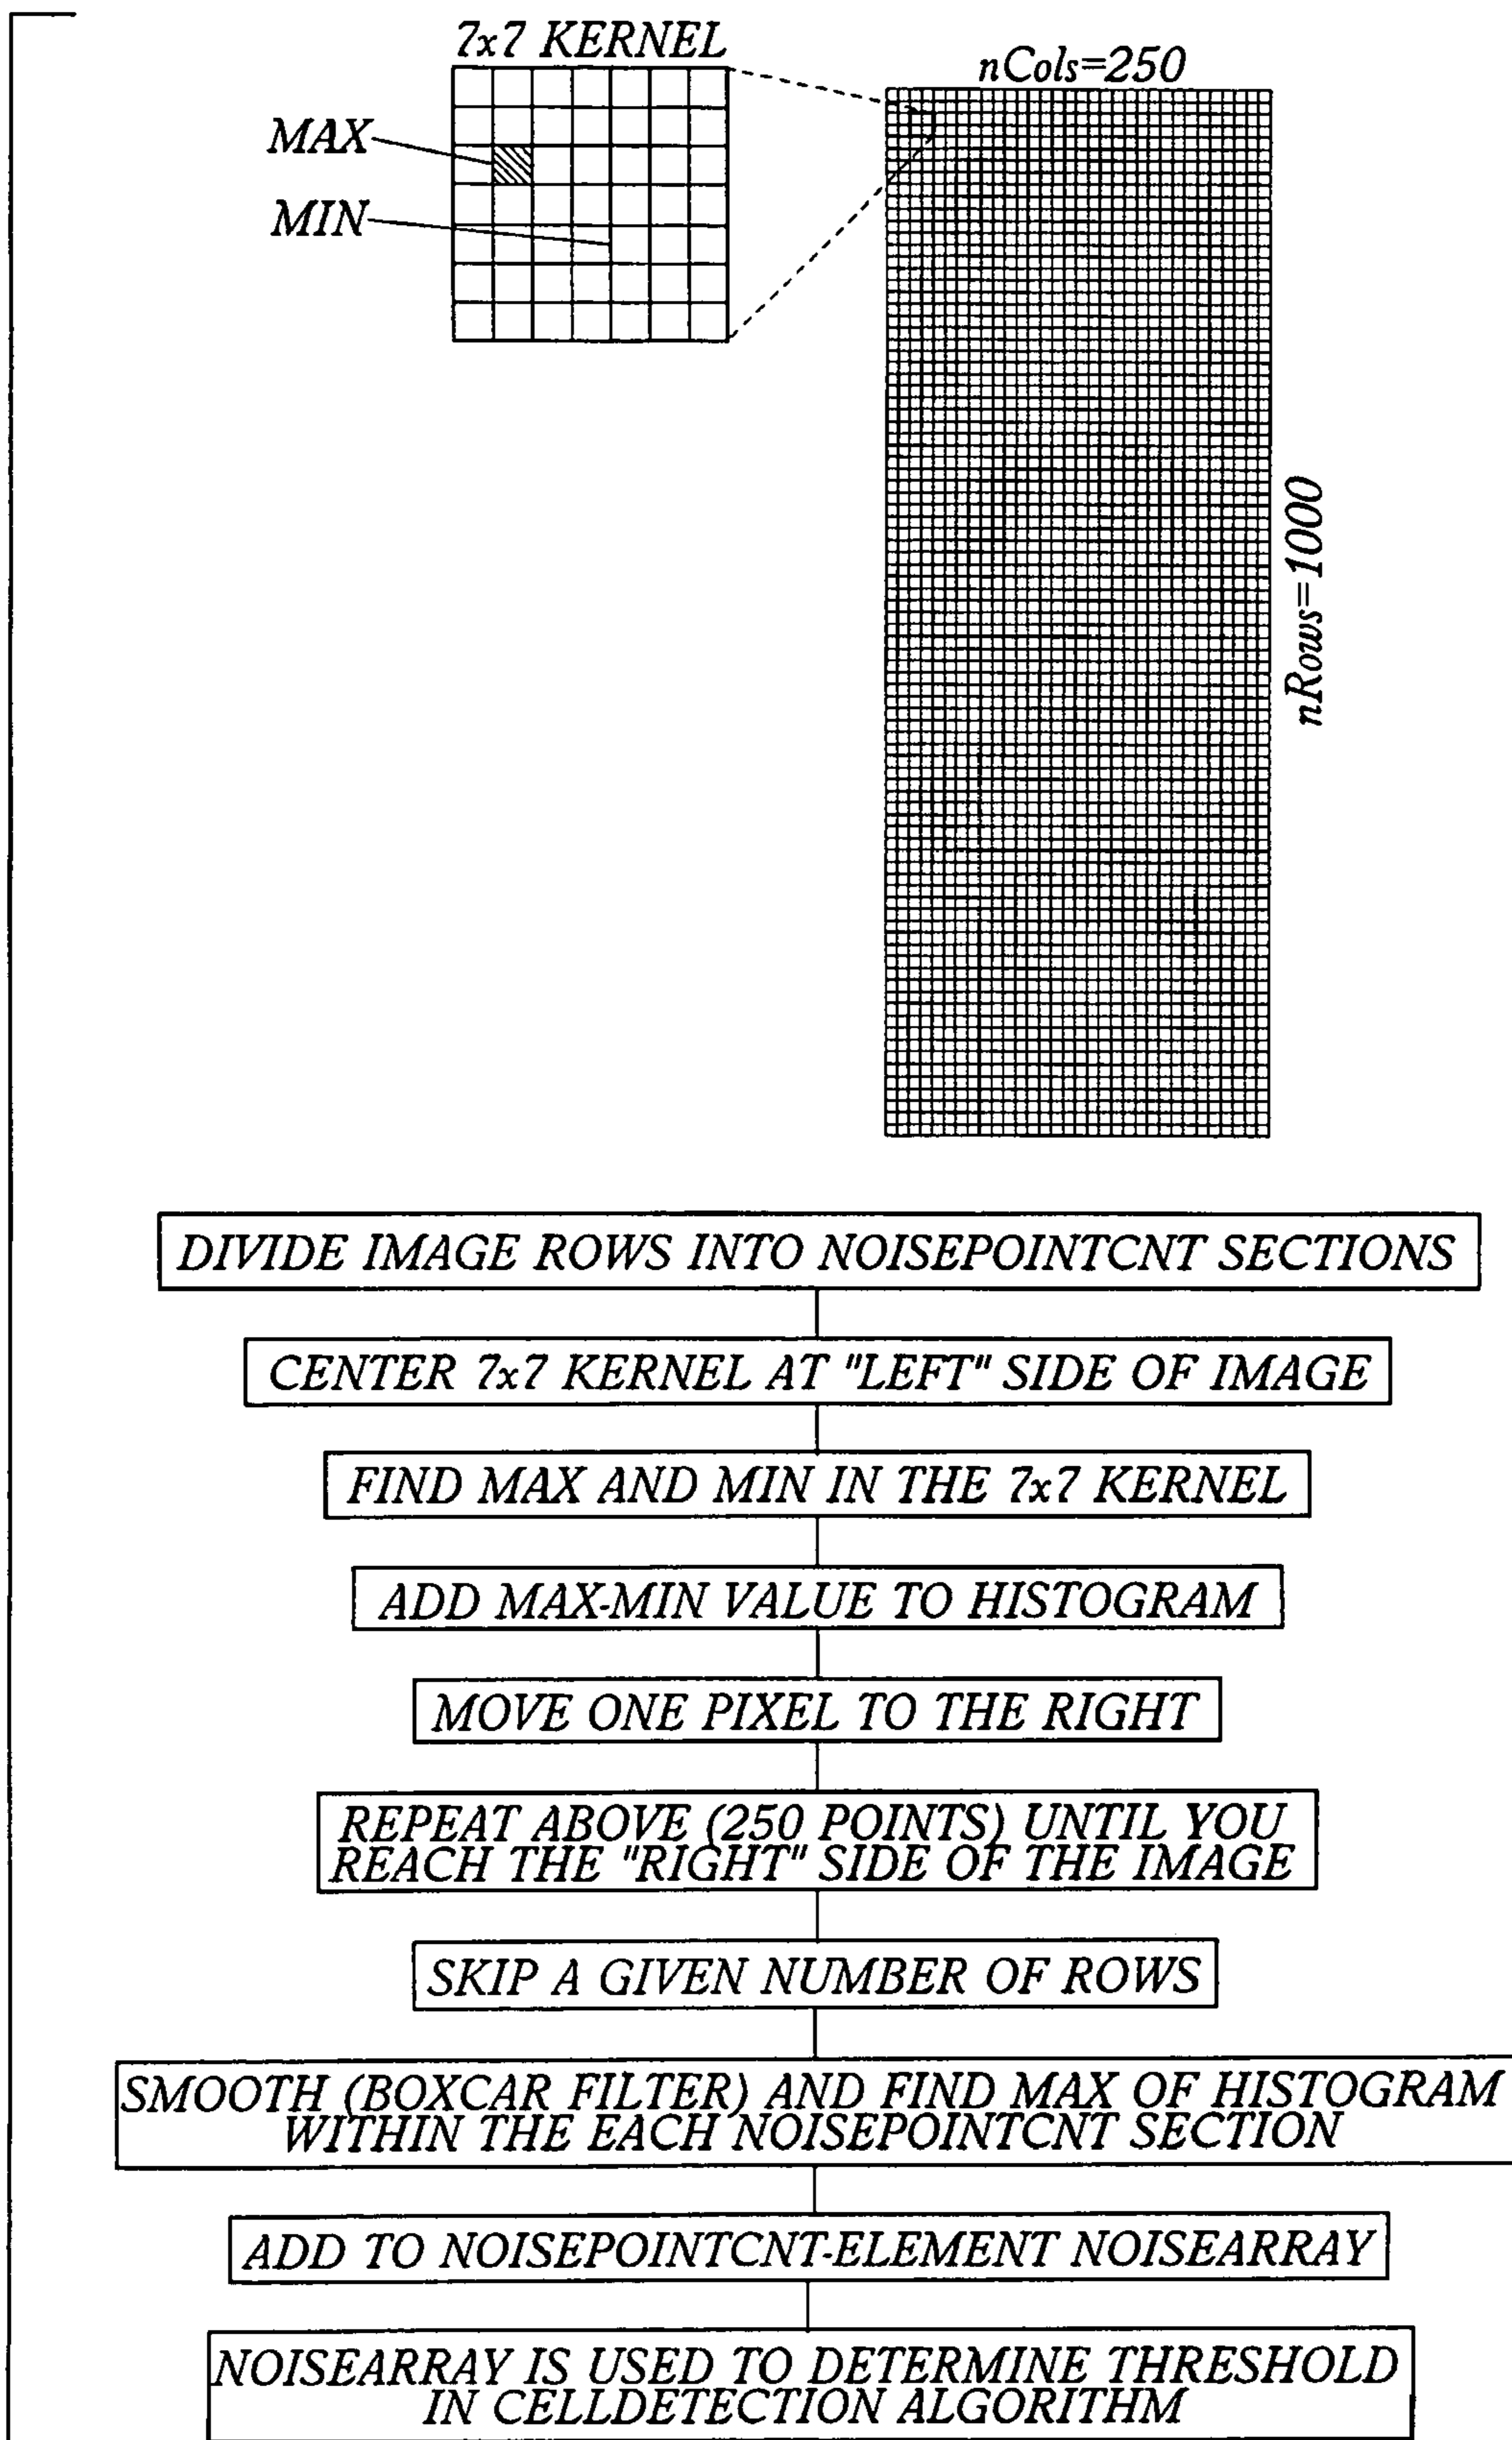 7x7 KERNEL
nCols=250
MAX
MIN
nRows=1000
DIVIDE IMAGE ROWS INTO NOISEPOINTCNT SECTIONS
CENTER 7x7 KERNEL AT "LEFT" SIDE OF IMAGE
FIND MAX AND MIN IN THE 7x7 KERNEL
ADD MAX-MIN VALUE TO HISTOGRAM
MOVE ONE PIXEL TO THE RIGHT
REPEAT ABOVE (250 POINTS) UNTIL YOU
REACH THE "RIGHT" SIDE OF THE IMAGE
SKIP A GIVEN NUMBER OF ROWS
SMOOTH (BOXCAR FILTER) AND FIND MAX OF HISTOGRAM
WITHIN THE EACH NOISEPOINTCNT SECTION
ADD TO NOISEPOINTCNT-ELEMENT NOISEARRAY
NOISEARRAY IS USED TO DETERMINE THRESHOLD
IN CELLDETECTION ALGORITHM